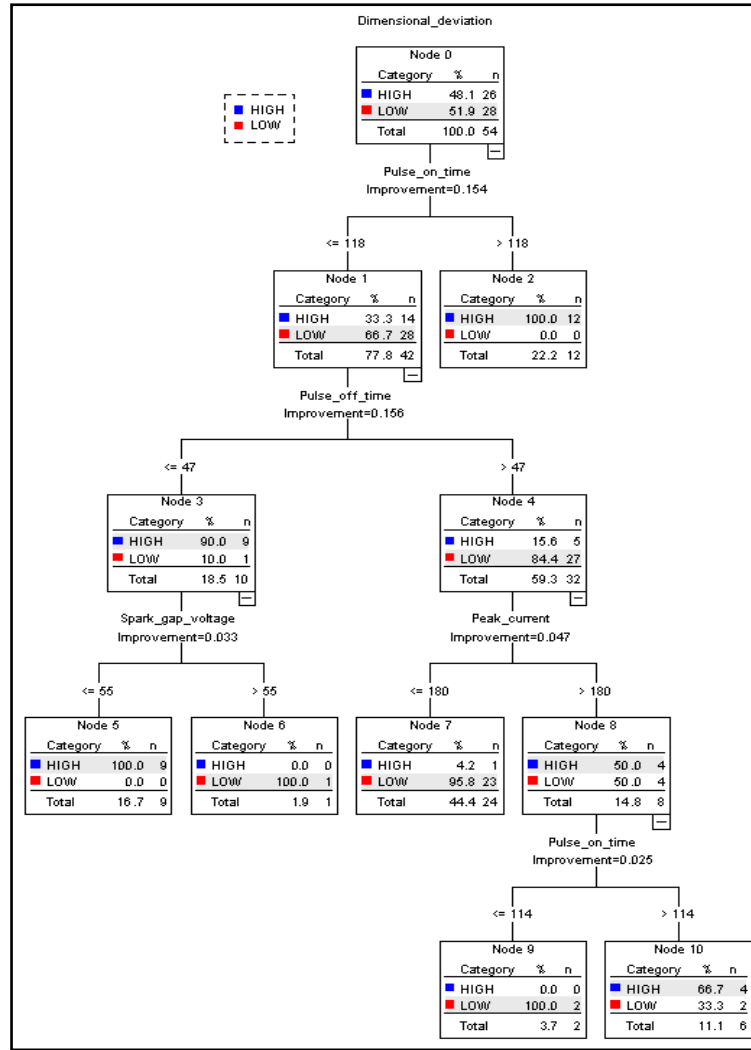 Dimensional_deviation
HIGH
LOW
Node 0
Category % n
HIGH 48.1 26
LOW 51.9 28
Total 100.0 54
Pulse_on_time
Improvement=0.154
<= 118
> 118
Node 1
Category % n
HIGH 33.3 14
LOW 66.7 28
Total 77.8 42
Node 2
Category % n
HIGH 100.0 12
LOW 0.0 0
Total 22.2 12
Pulse_off_time
Improvement=0.156
<= 47
> 47
Node 3
Category % n
HIGH 90.0 9
LOW 10.0 1
Total 18.5 10
Node 4
Category % n
HIGH 15.6 5
LOW 84.4 27
Total 59.3 32
Spark_gap_voltage
Improvement=0.033
Peak_current
Improvement=0.047
<= 55
> 55
<= 180
> 180
Node 5
Category % n
HIGH 100.0 9
LOW 0.0 0
Total 16.7 9
Node 6
Category % n
HIGH 0.0 0
LOW 100.0 1
Total 1.9 1
Node 7
Category % n
HIGH 4.2 1
LOW 95.8 23
Total 44.4 24
Node 8
Category % n
HIGH 50.0 4
LOW 50.0 4
Total 14.8 8
Pulse_on_time
Improvement=0.025
<= 114
> 114
Node 9
Category % n
HIGH 0.0 0
LOW 100.0 2
Total 3.7 2
Node 10
Category % n
HIGH 66.7 4
LOW 33.3 2
Total 11.1 6